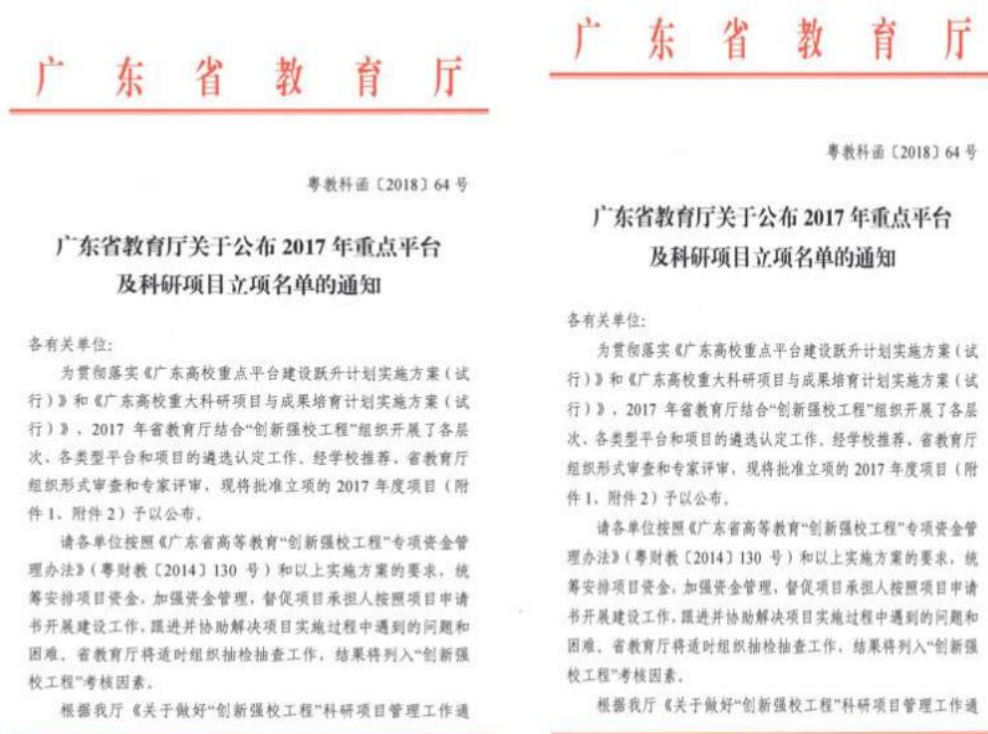 广东省教育厅
粤教科函〔2018〕64号
广东省教育厅关于公布2017年重点平台
及科研项目立项名单的通知
各有关单位:
为贯彻落实《广东高校重点平台建设跃升计划实施方案(试
行)》和《广东高校重大科研项目与成果培育计划实施方案(试
行)》，2017年省教育厅结合“创新强校工程”组织开展了各层
次、各类型平台和项目的遴选认定工作。经学校推荐、省教育厅
组织形式审查和专家评审，现将批准立项的2017年度项目(附
件1、附件2)予以公布。
请各单位按照《广东省高等教育“创新强校工程”专项资金管
理办法》(粤财教〔2014〕130号)和以上实施方案的要求，统
筹安排项目资金，加强资金管理，督促项目承担人按照项目申请
书开展建设工作，跟进并协助解决项目实施过程中遇到的问题和
困难。省教育厅将适时组织抽检抽查工作，结果将列入“创新强
校工程”考核因素。
根据我厅《关于做好“创新强校工程”科研项目管理工作通
广东省教育厅
粤教科函〔2018〕64号
广东省教育厅关于公布2017年重点平台
及科研项目立项名单的通知
各有关单位:
为贯彻落实《广东高校重点平台建设跃升计划实施方案(试
行)》和《广东高校重大科研项目与成果培育计划实施方案(试
行)》，2017年省教育厅结合“创新强校工程”组织开展了各层
次、各类型平台和项目的遴选认定工作。经学校推荐、省教育厅
组织形式审查和专家评审，现将批准立项的2017年度项目(附
件1、附件2)予以公布。
请各单位按照《广东省高等教育“创新强校工程”专项资金管
理办法》(粤财教〔2014〕130号)和以上实施方案的要求，统
筹安排项目资金，加强资金管理，督促项目承担人按照项目申请
书开展建设工作，跟进并协助解决项目实施过程中遇到的问题和
困难。省教育厅将适时组织抽检抽查工作，结果将列入“创新强
校工程”考核因素。
根据我厅《关于做好“创新强校工程”科研项目管理工作通